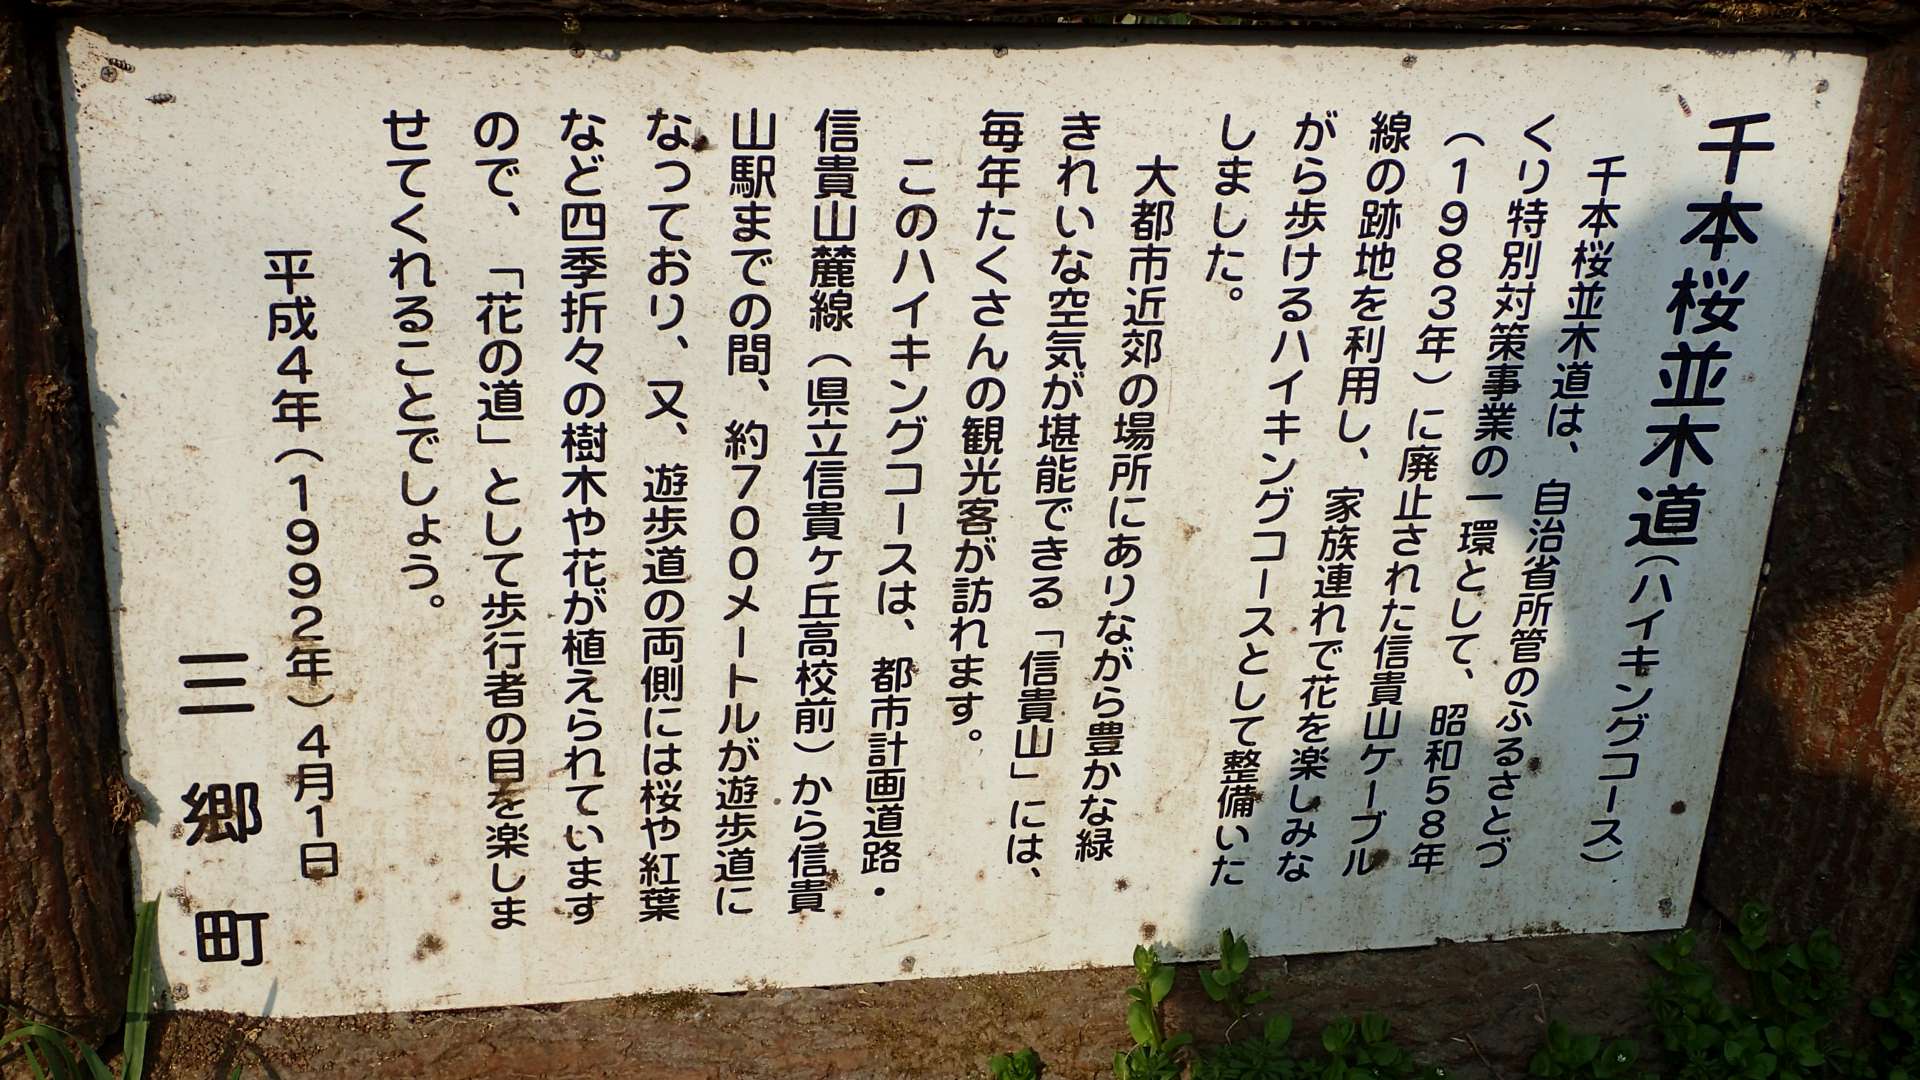 千本桜並木道(ハイキングコース)
千本桜並木道は、自治省所管のふるさとづ
くり特別対策事業の一環として、昭和58年
(1983年)に廃止された信貴山ケーブル
線の跡地を利用し、家族連れで花を楽しみな
がら歩けるハイキングコースとして整備いた
しました。
大都市近郊の場所にありながら豊かな緑
きれいな空気が堪能できる「信貴山」には、
毎年たくさんの観光客が訪れます。
このハイキングコースは、都市計画道路・
信貴山麓線(県立信貴ヶ丘高校前)から信貴
山駅までの間、約700メートルが遊歩道に
なっており、又、遊歩道の両側には桜や紅葉
など四季折々の樹木や花が植えられています
ので、「花の道」として歩行者の目を楽しま
せてくれることでしょう。
平成4年(1992年)4月1日
三郷町